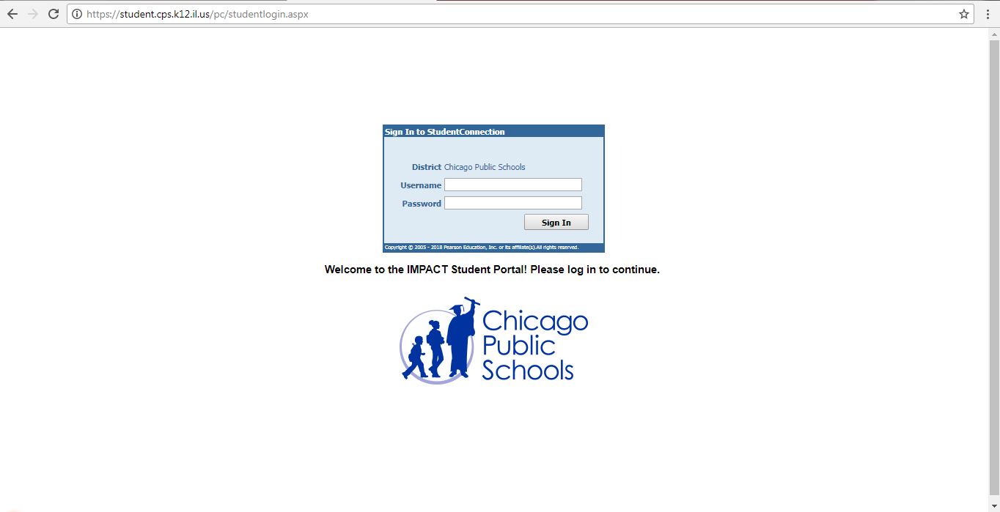 https://student.cps.k12.il.us/pc/studentlogin.aspx
Sign In to StudentConnection
District Chicago Public Schools
Username
Password
Sign In
Copyright © 2005 - 2018 Pearson Education, Inc. or its affiliate(s).All rights reserved.
Welcome to the IMPACT Student Portal! Please log in to continue.
Chicago
Public
Schools